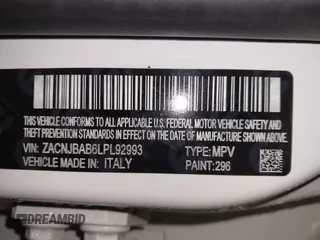 THIS VEHICLE CONFORMS TO ALL APPLICABLE U.S. FEDERAL MOTOR VEHICLE SAFETY AND
THEFT PREVENTION STANDARDS IN EFFECT ON THE DATE OF MANUFACTURE SHOWN ABOVE.
VIN: ZACNJBAB6LPL92993 TYPE: MPV
VEHICLE MADE IN: ITALY PAINT: 296
DREAMBID